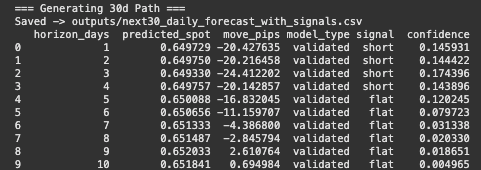 === Generating 30d Path ===
Saved -> outputs/next30_daily_forecast_with_signals.csv
horizon_days predicted_spot move_pips model_type signal confidence
0 1 0.649729 -20.427635 validated short 0.145931
1 2 0.649750 -20.216458 validated short 0.144422
2 3 0.649330 -24.412202 validated short 0.174396
3 4 0.649757 -20.142857 validated short 0.143896
4 5 0.650088 -16.832045 validated flat 0.120245
5 6 0.650656 -11.159707 validated flat 0.079723
6 7 0.651333 -4.386800 validated flat 0.031338
7 8 0.651487 -2.845794 validated flat 0.020330
8 9 0.652033 2.610764 validated flat 0.018651
9 10 0.651841 0.694984 validated flat 0.004965